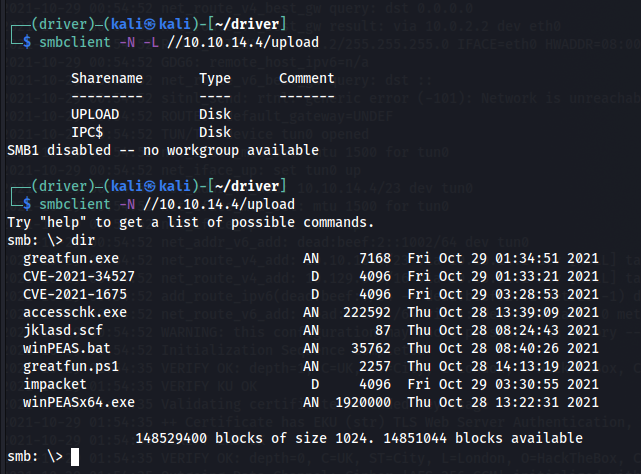 (driver)─(kali㉿kali)-[~/driver]
$ smbclient -N -L //10.10.14.4/upload
Sharename Type Comment
--------- ---- -------
UPLOAD Disk
IPC$ Disk
SMB1 disabled -- no workgroup available
(driver)─(kali㉿kali)-[~/driver]
$ smbclient -N //10.10.14.4/upload
Try "help" to get a list of possible commands.
smb: \> dir
greatfun.exe AN 7168 Fri Oct 29 01:34:51 2021
CVE-2021-34527 D 4096 Fri Oct 29 01:33:21 2021
CVE-2021-1675 D 4096 Fri Oct 29 03:28:53 2021
accesschk.exe AN 222592 Thu Oct 28 13:39:09 2021
jklasd.scf AN 87 Thu Oct 28 08:24:43 2021
winPEAS.bat AN 35762 Thu Oct 28 08:40:26 2021
greatfun.ps1 AN 2257 Thu Oct 28 14:13:19 2021
impacket D 4096 Fri Oct 29 03:30:55 2021
winPEASx64.exe AN 1920000 Thu Oct 28 13:22:31 2021
148529400 blocks of size 1024. 14851044 blocks available
smb: \>